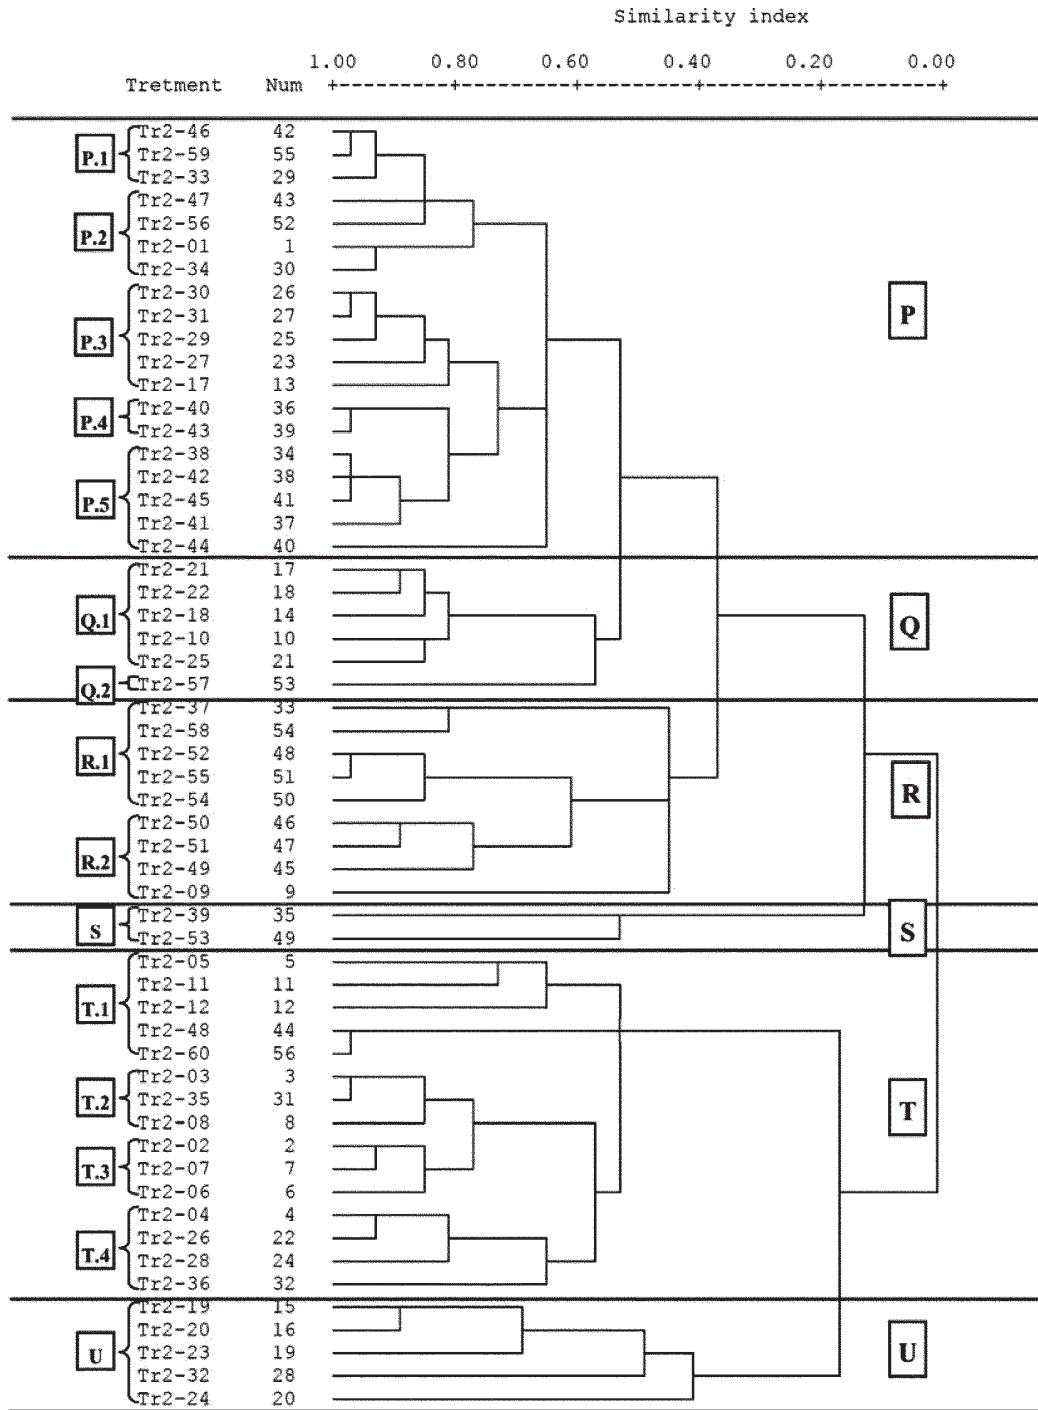 Similarity index
1.00 0.80 0.60 0.40 0.20 0.00
Tretment Num +---------+---------+---------+---------+---------+
Tr2-46 42
P.1 Tr2-59 55
Tr2-33 29
Tr2-47 43
P.2 Tr2-56 52
Tr2-01 1
Tr2-34 30
Tr2-30 26
Tr2-31 27 P
P.3 Tr2-29 25
Tr2-27 23
Tr2-17 13
P.4 Tr2-40 36
Tr2-43 39
Tr2-38 34
Tr2-42 38
P.5 Tr2-45 41
Tr2-41 37
Tr2-44 40
Tr2-21 17
Tr2-22 18
Q.1 Tr2-18 14 Q
Tr2-10 10
Tr2-25 21
Q.2 Tr2-57 53
Tr2-37 33
Tr2-58 54
R.1 Tr2-52 48
Tr2-55 51
Tr2-54 50 R
Tr2-50 46
Tr2-51 47
R.2 Tr2-49 45
Tr2-09 9
Tr2-39 35
S Tr2-53 49 S
Tr2-05 5
Tr2-11 11
T.1 Tr2-12 12
Tr2-48 44
Tr2-60 56
Tr2-03 3
T.2 Tr2-35 31 T
Tr2-08 8
Tr2-02 2
T.3 Tr2-07 7
Tr2-06 6
Tr2-04 4
Tr2-26 22
T.4 Tr2-28 24
Tr2-36 32
Tr2-19 15
Tr2-20 16
U Tr2-23 19 U
Tr2-32 28
Tr2-24 20